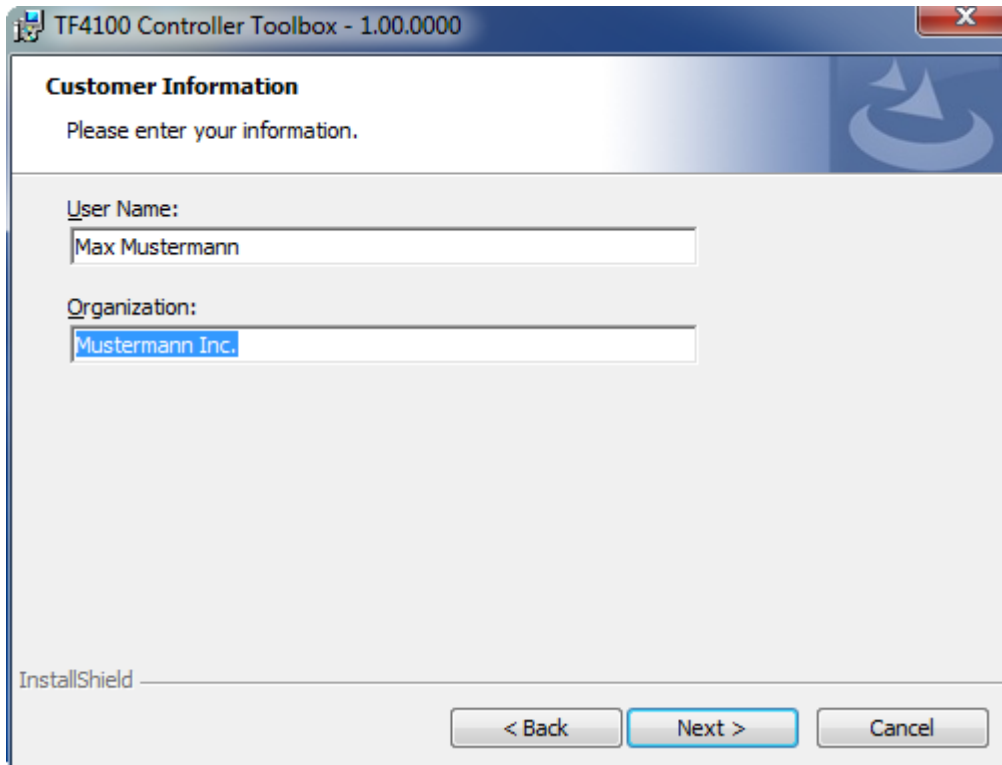 TF4100 Controller Toolbox - 1.00.0000
Customer Information
Please enter your information.
User Name:
Max Mustermann
Organization:
Mustermann Inc.
InstallShield
< Back
Next >
Cancel